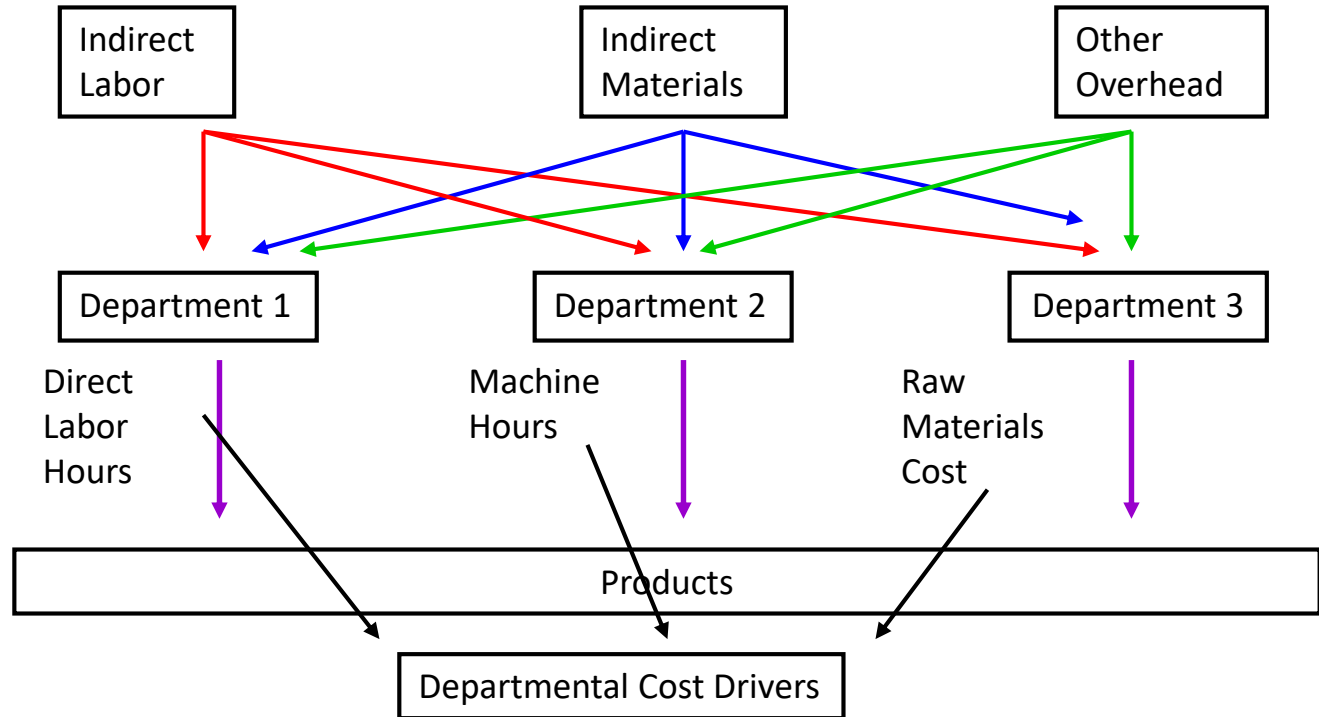 Indirect
Labor
Indirect
Materials
Other
Overhead
Department 1
Department 2
Department 3
Direct
Labor
Hours
Machine
Hours
Raw
Materials
Cost
Products
Departmental Cost Drivers